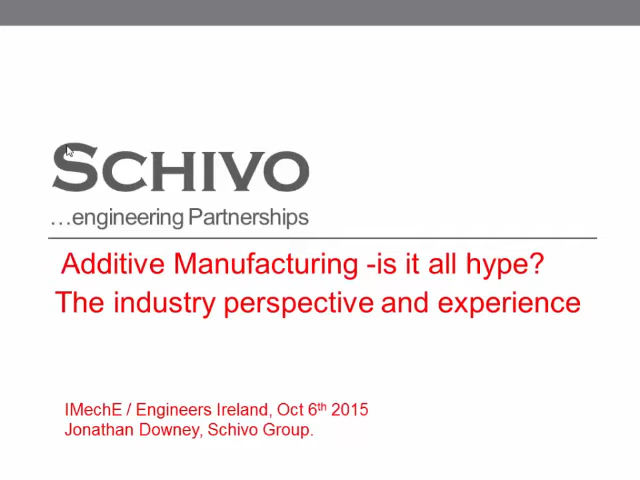 SCHIVO
…engineering Partnerships
Additive Manufacturing -is it all hype?
The industry perspective and experience
IMechE / Engineers Ireland, Oct 6th 2015
Jonathan Downey, Schivo Group.